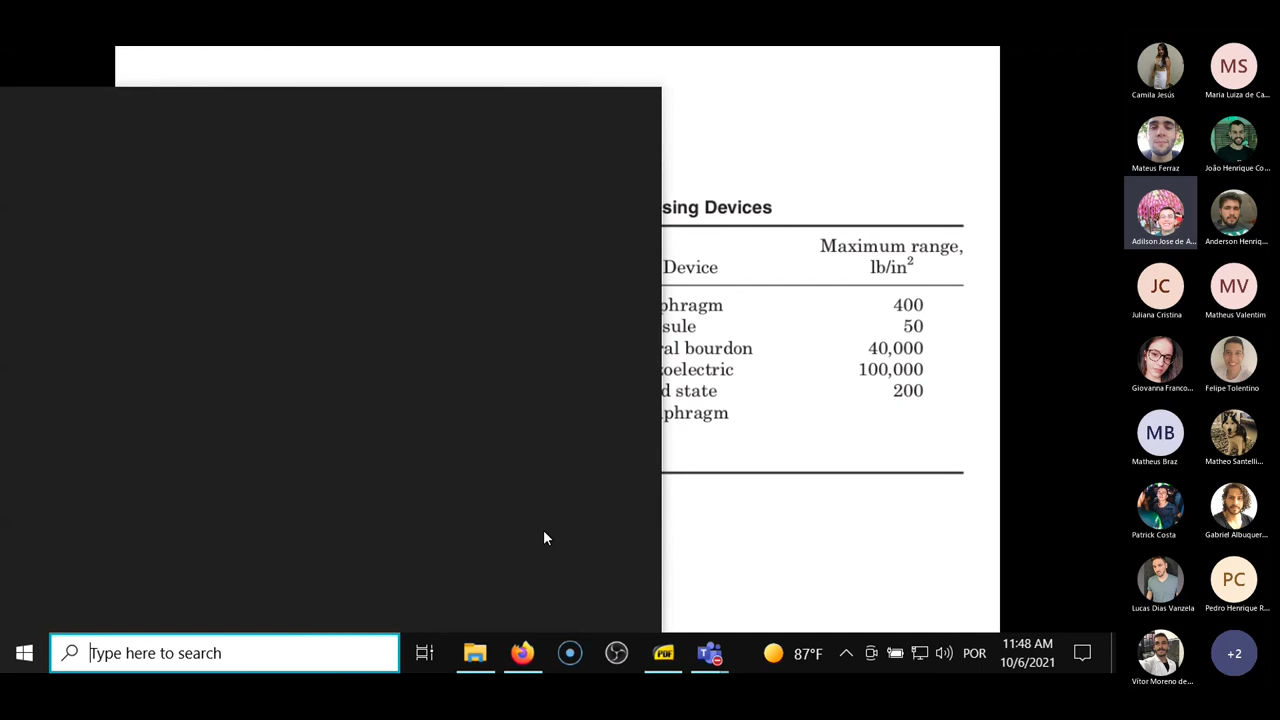 sing Devices
Maximum range,
Device lb/in²
phragm 400
sule 50
ral bourdon 40,000
zoelectric 100,000
d state 200
phragm
Camila Jesús
MS
Maria Luiza de Ca...
Mateus Ferraz
João Henrique Co...
Adilson Jose de A...
Anderson Henriq...
JC
Juliana Cristina
MV
Matheus Valentim
Giovanna Franco...
Felipe Tolentino
MB
Matheus Braz
Matheo Santelli...
Patrick Costa
Gabriel Albuquer...
Lucas Dias Vanzela
PC
Pedro Henrique R...
Vítor Moreno de...
+2
Type here to search
PDF
87°F
POR
11:48 AM
10/6/2021